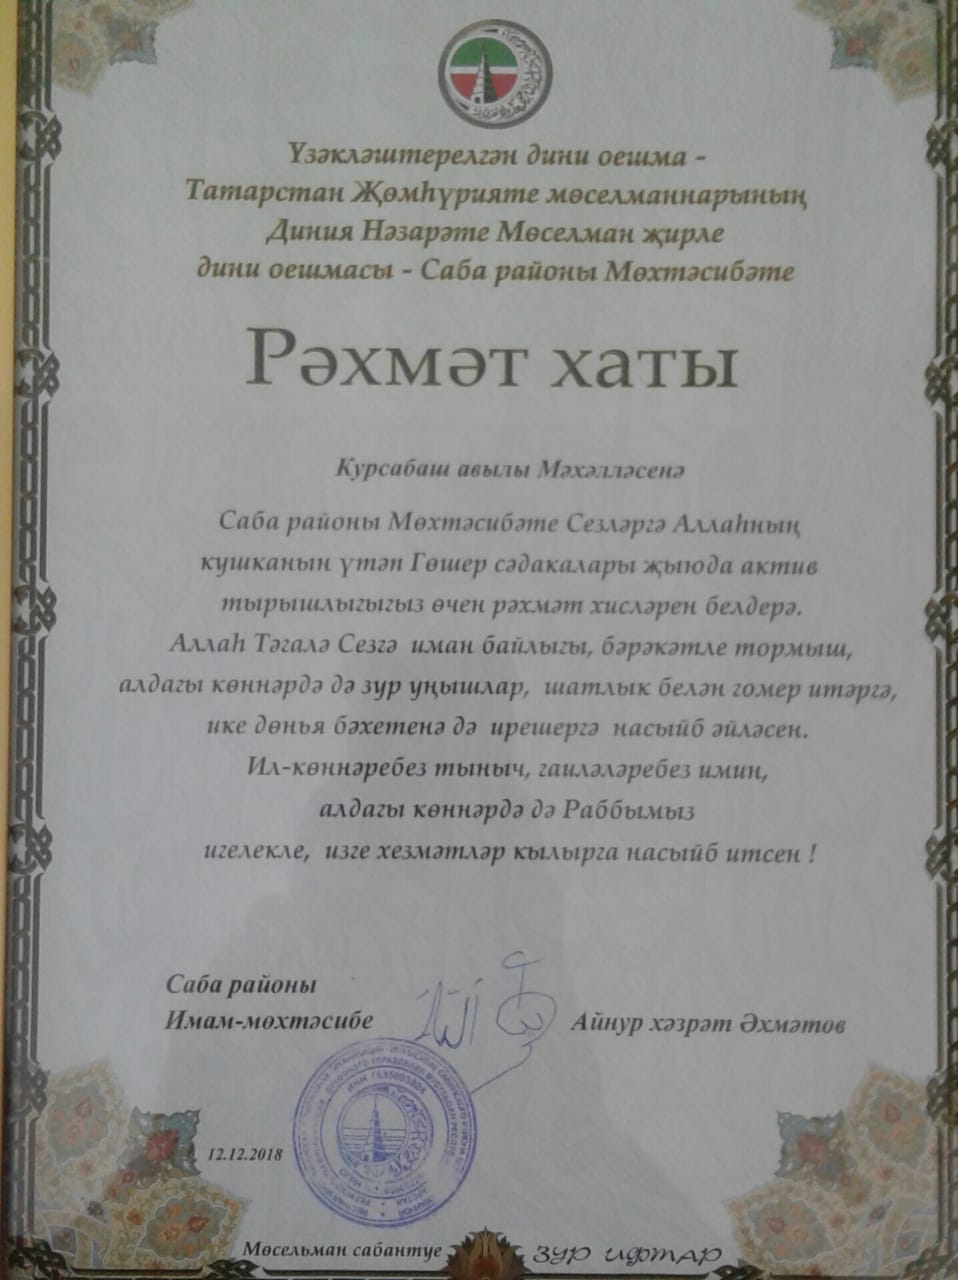 Үзәкләштерелгән дини оешма -
Татарстан Җөмһүрияте мөселманнарының
Диния Нәзарәте Мөселман җирле
дини оешмасы - Саба районы Мөхтәсибәте
Рәхмәт хаты
Курсабаш авылы Мәхәлләсенә
Саба районы Мөхтәсибәте Сезләргә Аллаһның
кушканын үтәп Гөшер сәдакалары җыюда актив
тырышлыгыгыз өчен рәхмәт хисләрен белдерә.
Аллаһ Тәгалә Сезгә иман байлыгы, бәрәкәтле тормыш,
алдагы көннәрдә дә зур уңышлар, шатлык белән гомер итәргә,
ике дөнья бәхетенә дә ирешергә насыйб әйләсен.
Ил-көннәребез тыныч, гаиләләребез имин,
алдагы көннәрдә дә Раббымыз
игелекле, изге хезмәтләр кылырга насыйб итсен !
Саба районы
Имам-мөхтәсибе Айнур хәзрәт Әхмәтов
12.12.2018
Мөсельман сабантуе ЗУР ИФТАР